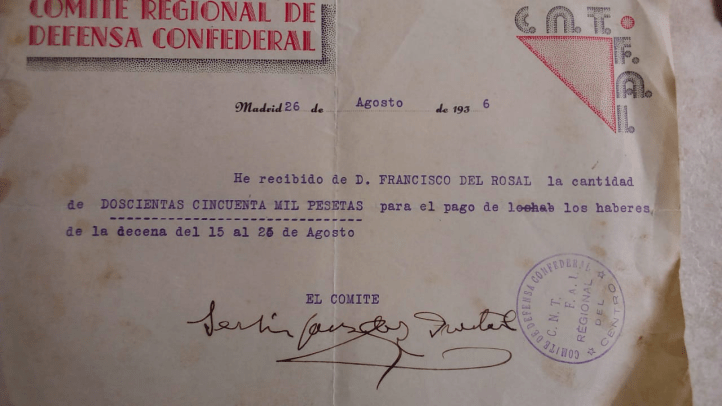 COMITE REGIONAL DE
DEFENSA CONFEDERAL
C.N.T.
F.A.I.
Madrid 26 de Agosto de 1936
He recibido de D. FRANCISCO DEL ROSAL la cantidad
de DOSCIENTAS CINCUENTA MIL PESETAS para el pago de los haberes,
de la decena del 15 al 25 de Agosto
EL COMITE
COMITE DE DEFENSA CONFEDERAL
C.N.T.
F.A.I.
REGIONAL
DEL
CENTRO